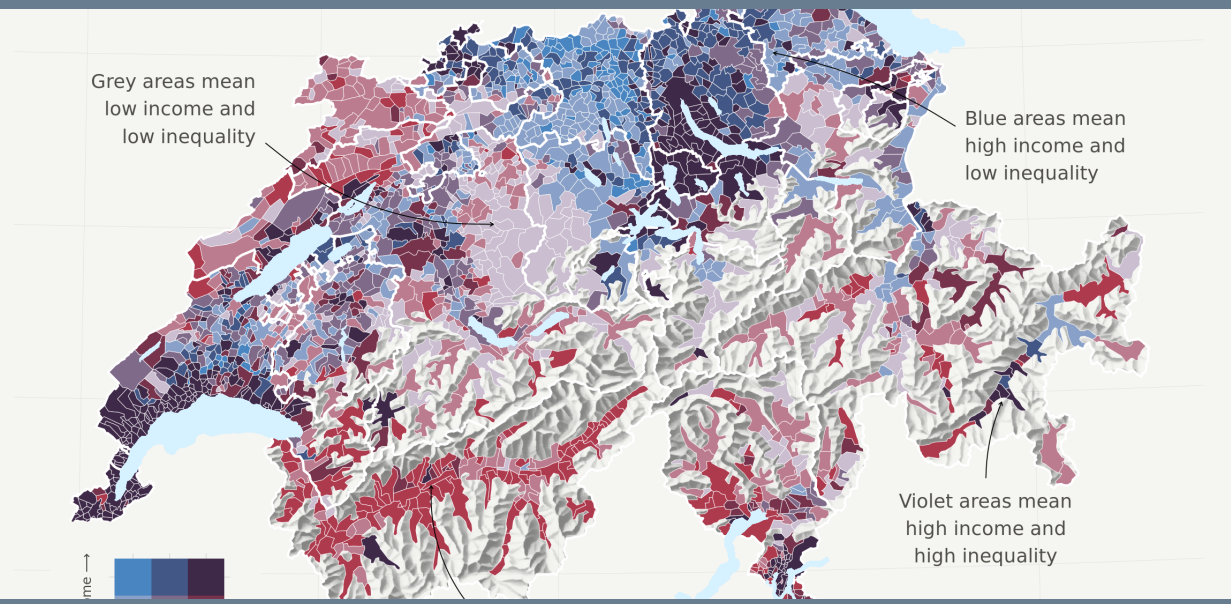 Grey areas mean
low income and
low inequality
Blue areas mean
high income and
low inequality
Violet areas mean
high income and
high inequality